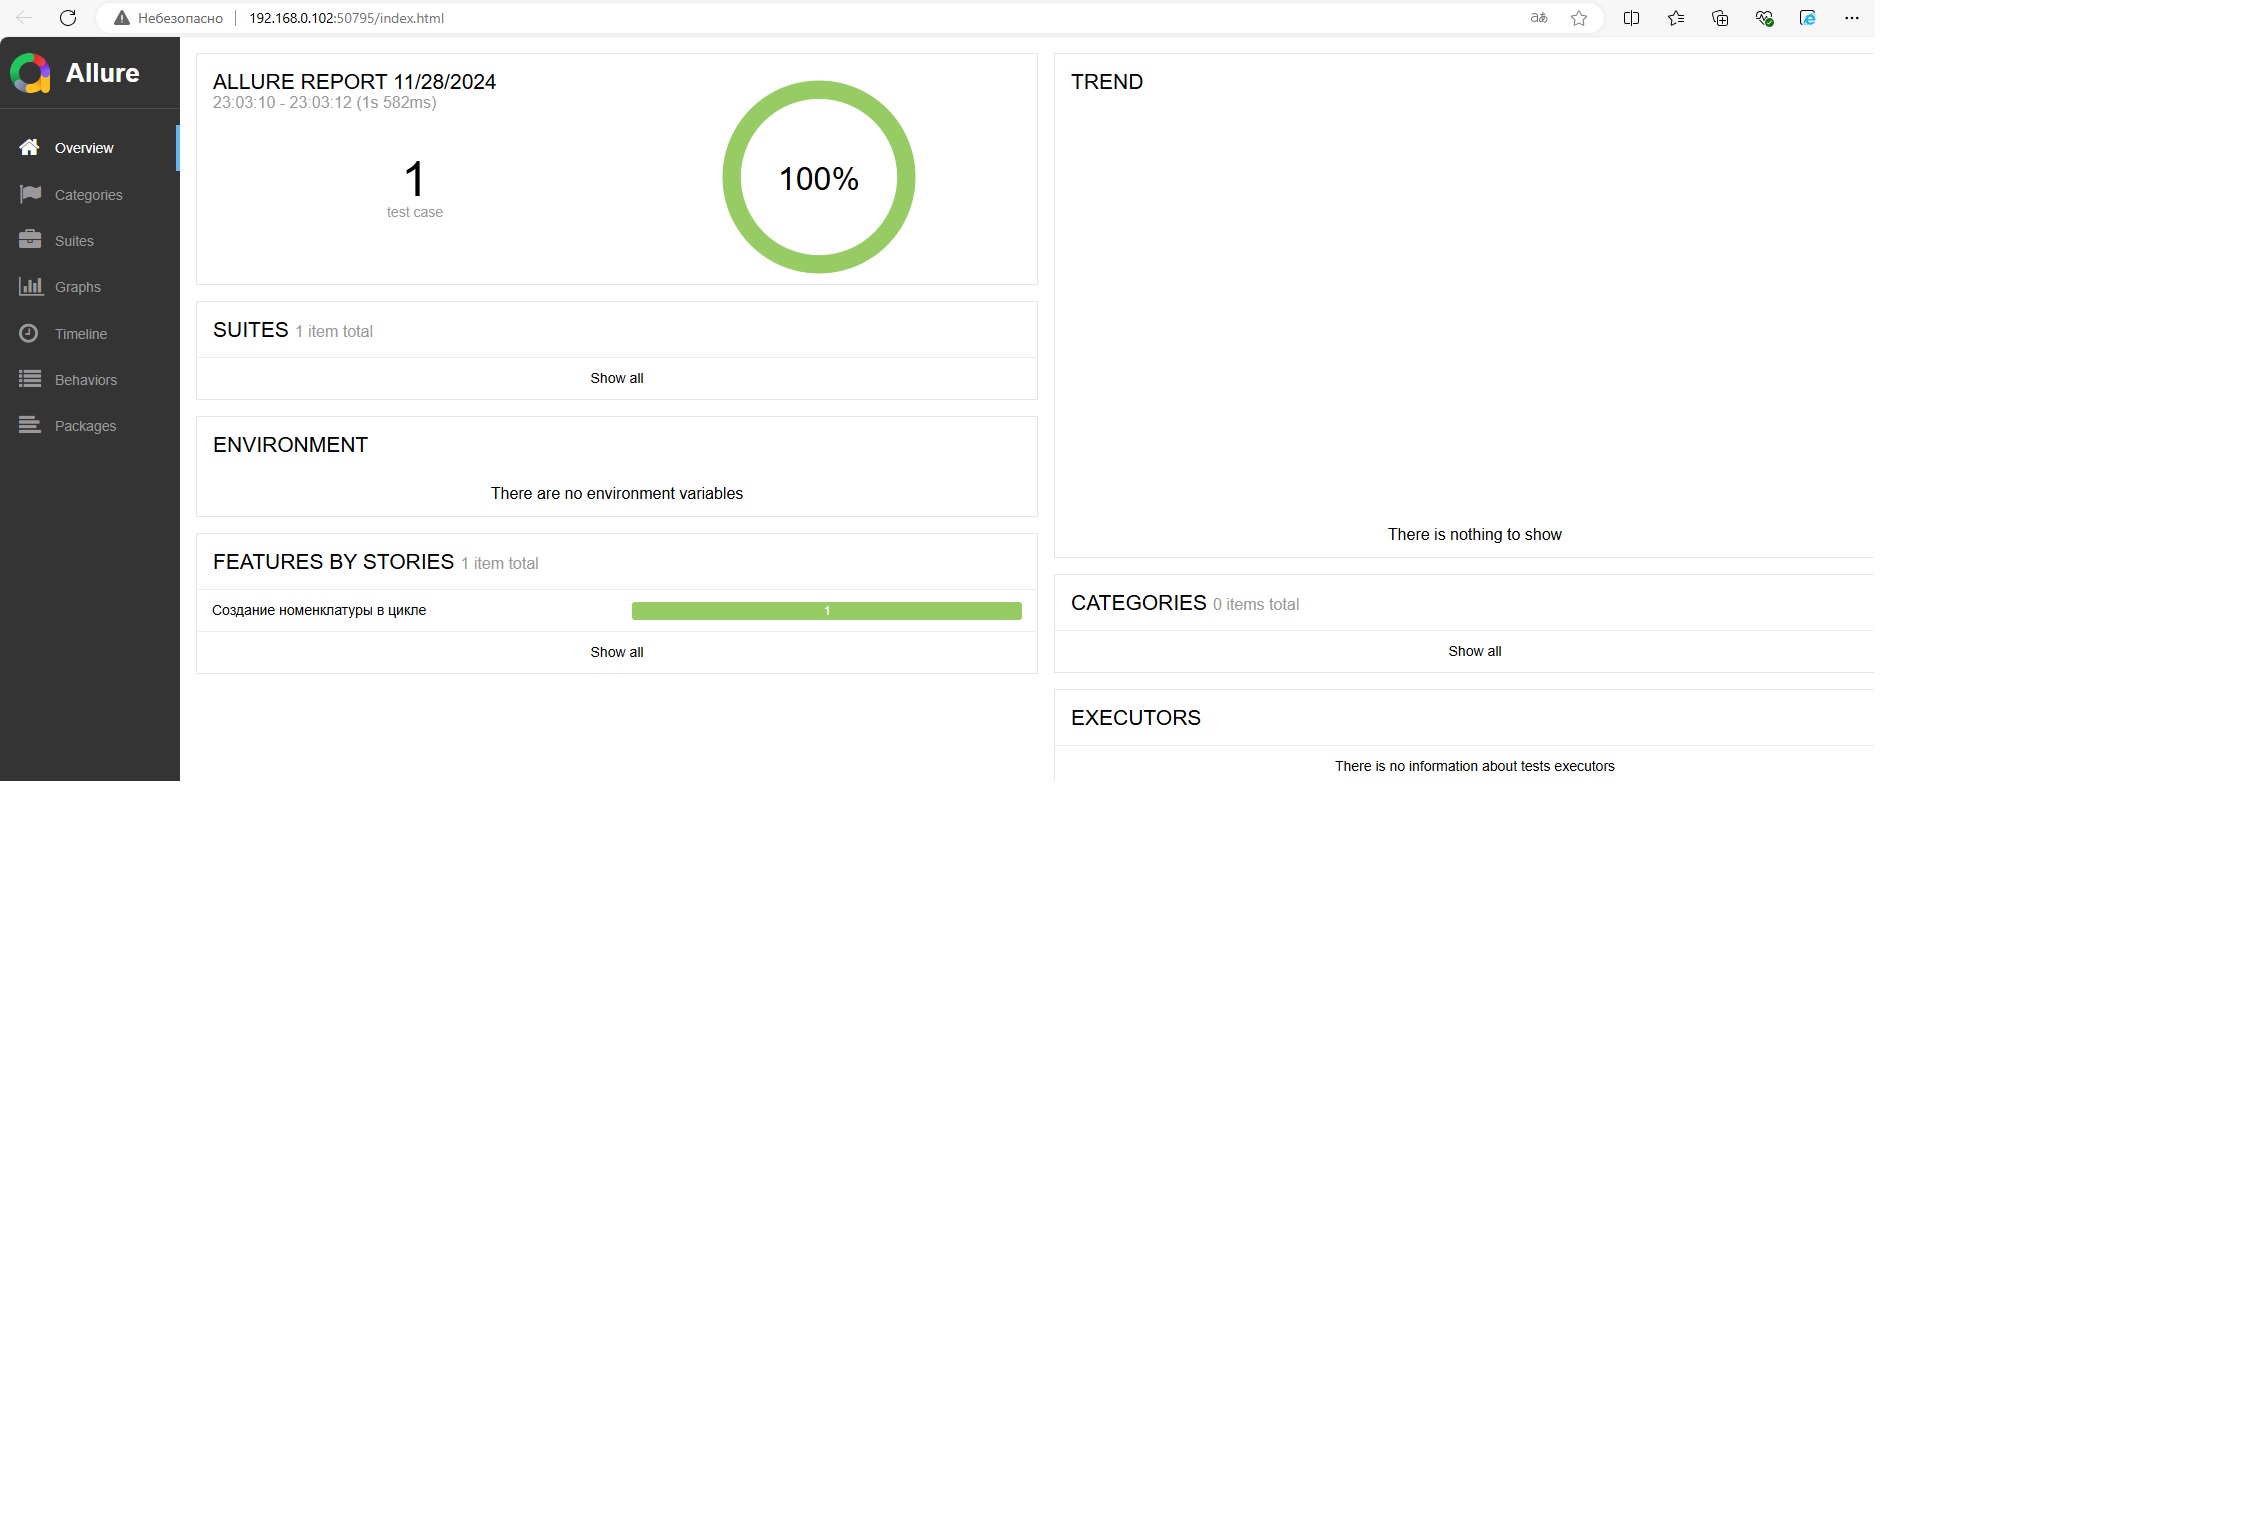 Небезопасно
192.168.0.102:50795/index.html
Allure
Overview
Categories
Suites
Graphs
Timeline
Behaviors
Packages
ALLURE REPORT 11/28/2024
23:03:10 - 23:03:12 (1s 582ms)
1
test case
100%
SUITES 1 item total
Show all
ENVIRONMENT
There are no environment variables
FEATURES BY STORIES 1 item total
Создание номенклатуры в цикле 1
Show all
TREND
There is nothing to show
CATEGORIES 0 items total
Show all
EXECUTORS
There is no information about tests executors